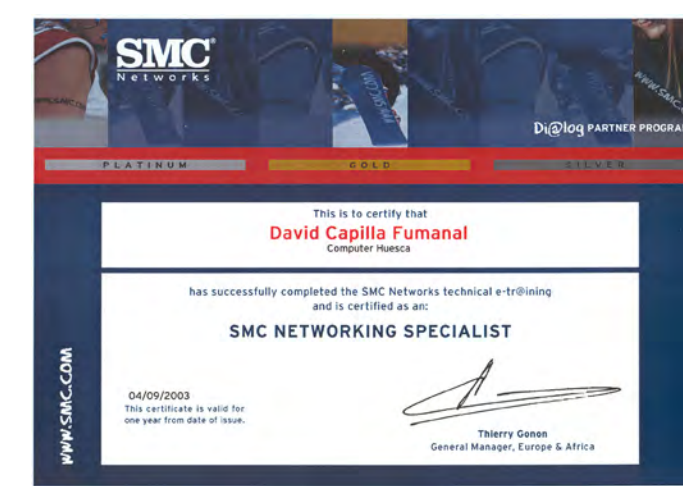 SMC®
Networks
www.smc.com
Di@log PARTNER PROGRA
PLATINUM
GOLD
SILVER
This is to certify that
David Capilla Fumanal
Computer Huesca
has successfully completed the SMC Networks technical e-tr@ining
and is certified as an:
SMC NETWORKING SPECIALIST
04/09/2003
This certificate is valid for
one year from date of issue.
Thierry Gonon
General Manager, Europe & Africa
www.SMC.COM